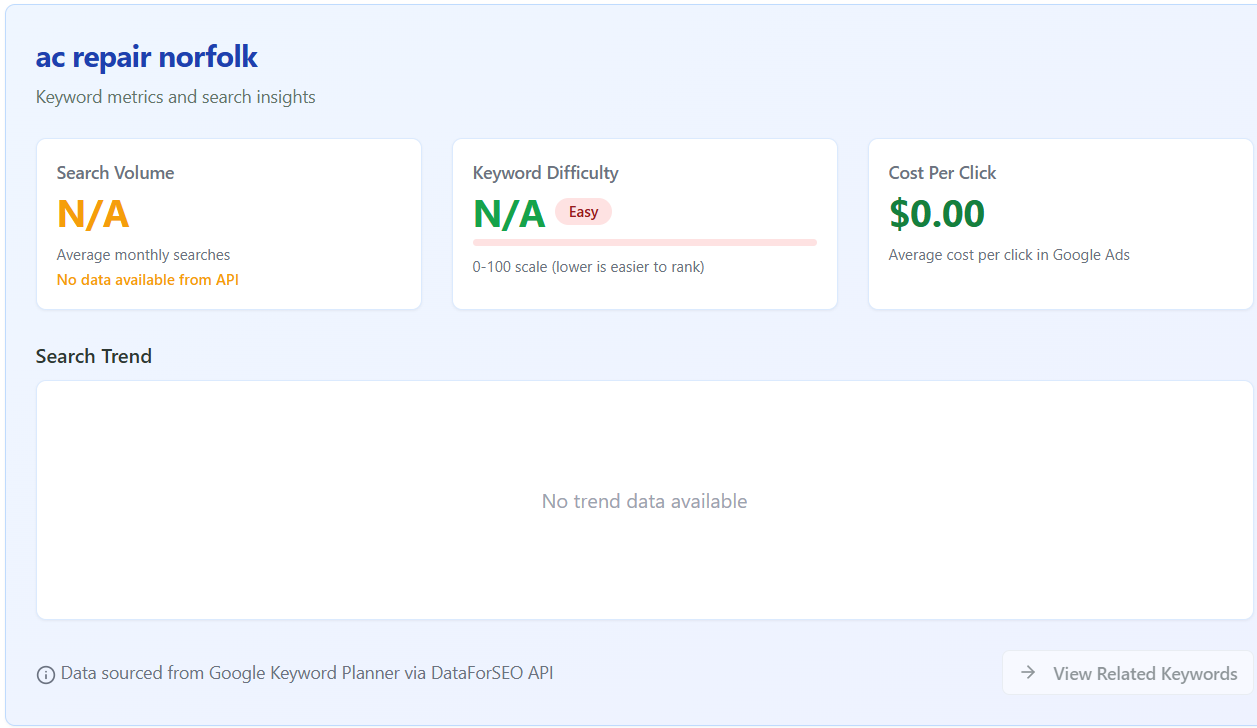 ac repair norfolk
Keyword metrics and search insights
Search Volume
N/A
Average monthly searches
No data available from API
Keyword Difficulty
N/A Easy
0-100 scale (lower is easier to rank)
Cost Per Click
$0.00
Average cost per click in Google Ads
Search Trend
No trend data available
Data sourced from Google Keyword Planner via DataForSEO API
View Related Keywords